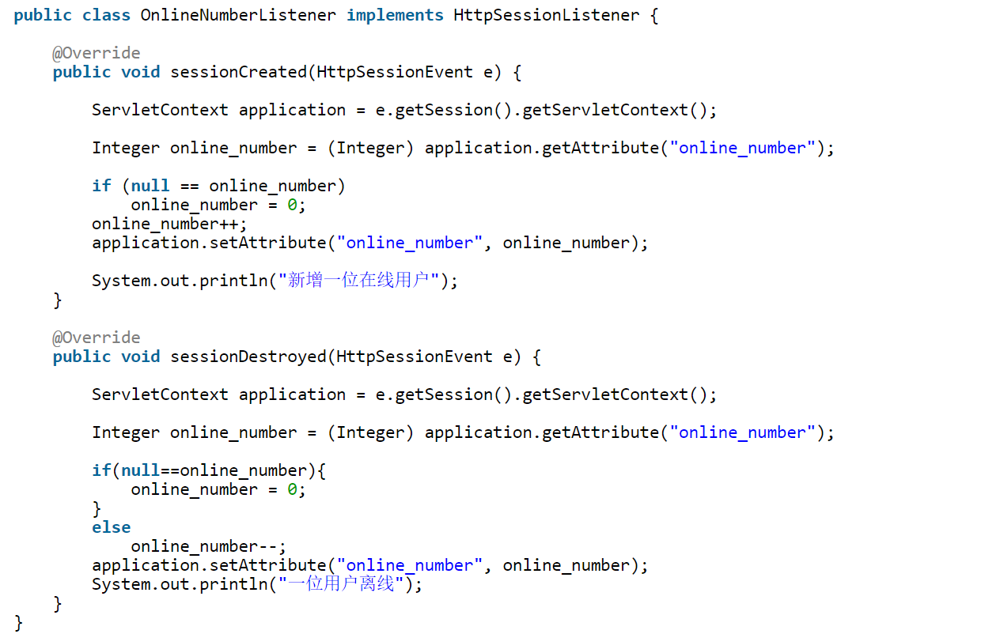 public class OnlineNumberListener implements HttpSessionListener {
@Override
public void sessionCreated(HttpSessionEvent e) {
ServletContext application = e.getSession().getServletContext();
Integer online_number = (Integer) application.getAttribute("online_number");
if (null == online_number)
online_number = 0;
online_number++;
application.setAttribute("online_number", online_number);
System.out.println("新增一位在线用户");
}
@Override
public void sessionDestroyed(HttpSessionEvent e) {
ServletContext application = e.getSession().getServletContext();
Integer online_number = (Integer) application.getAttribute("online_number");
if(null==online_number){
online_number = 0;
}
else
online_number--;
application.setAttribute("online_number", online_number);
System.out.println("一位用户离线");
}
}